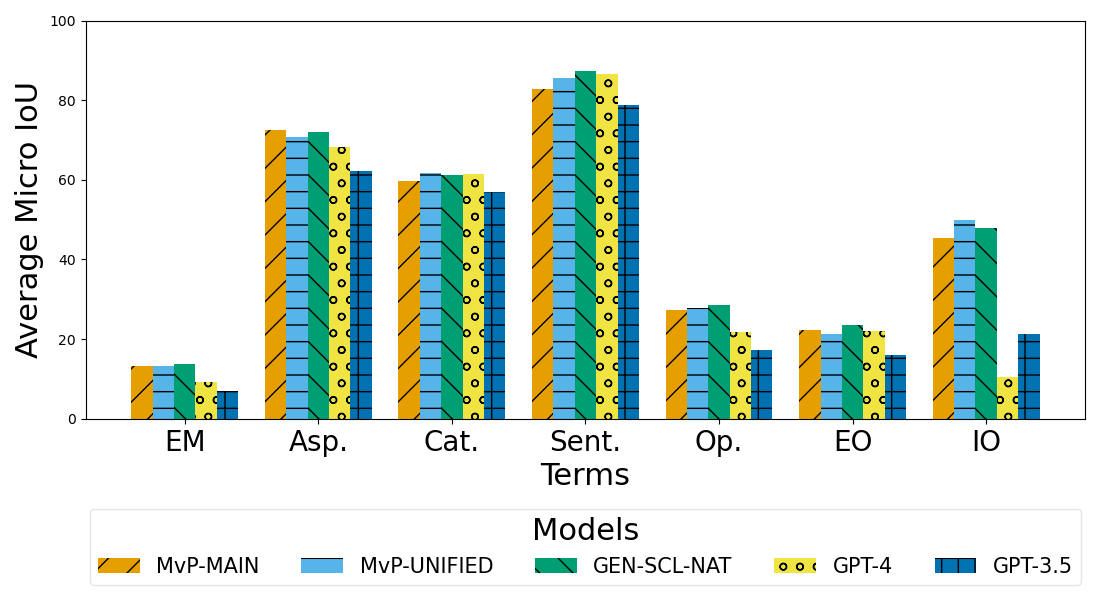 100
80
60
40
20
0
Average Micro IoU
EM Asp. Cat. Sent. Op. EO IO
Terms
Models
MvP-MAIN MvP-UNIFIED GEN-SCL-NAT GPT-4 GPT-3.5